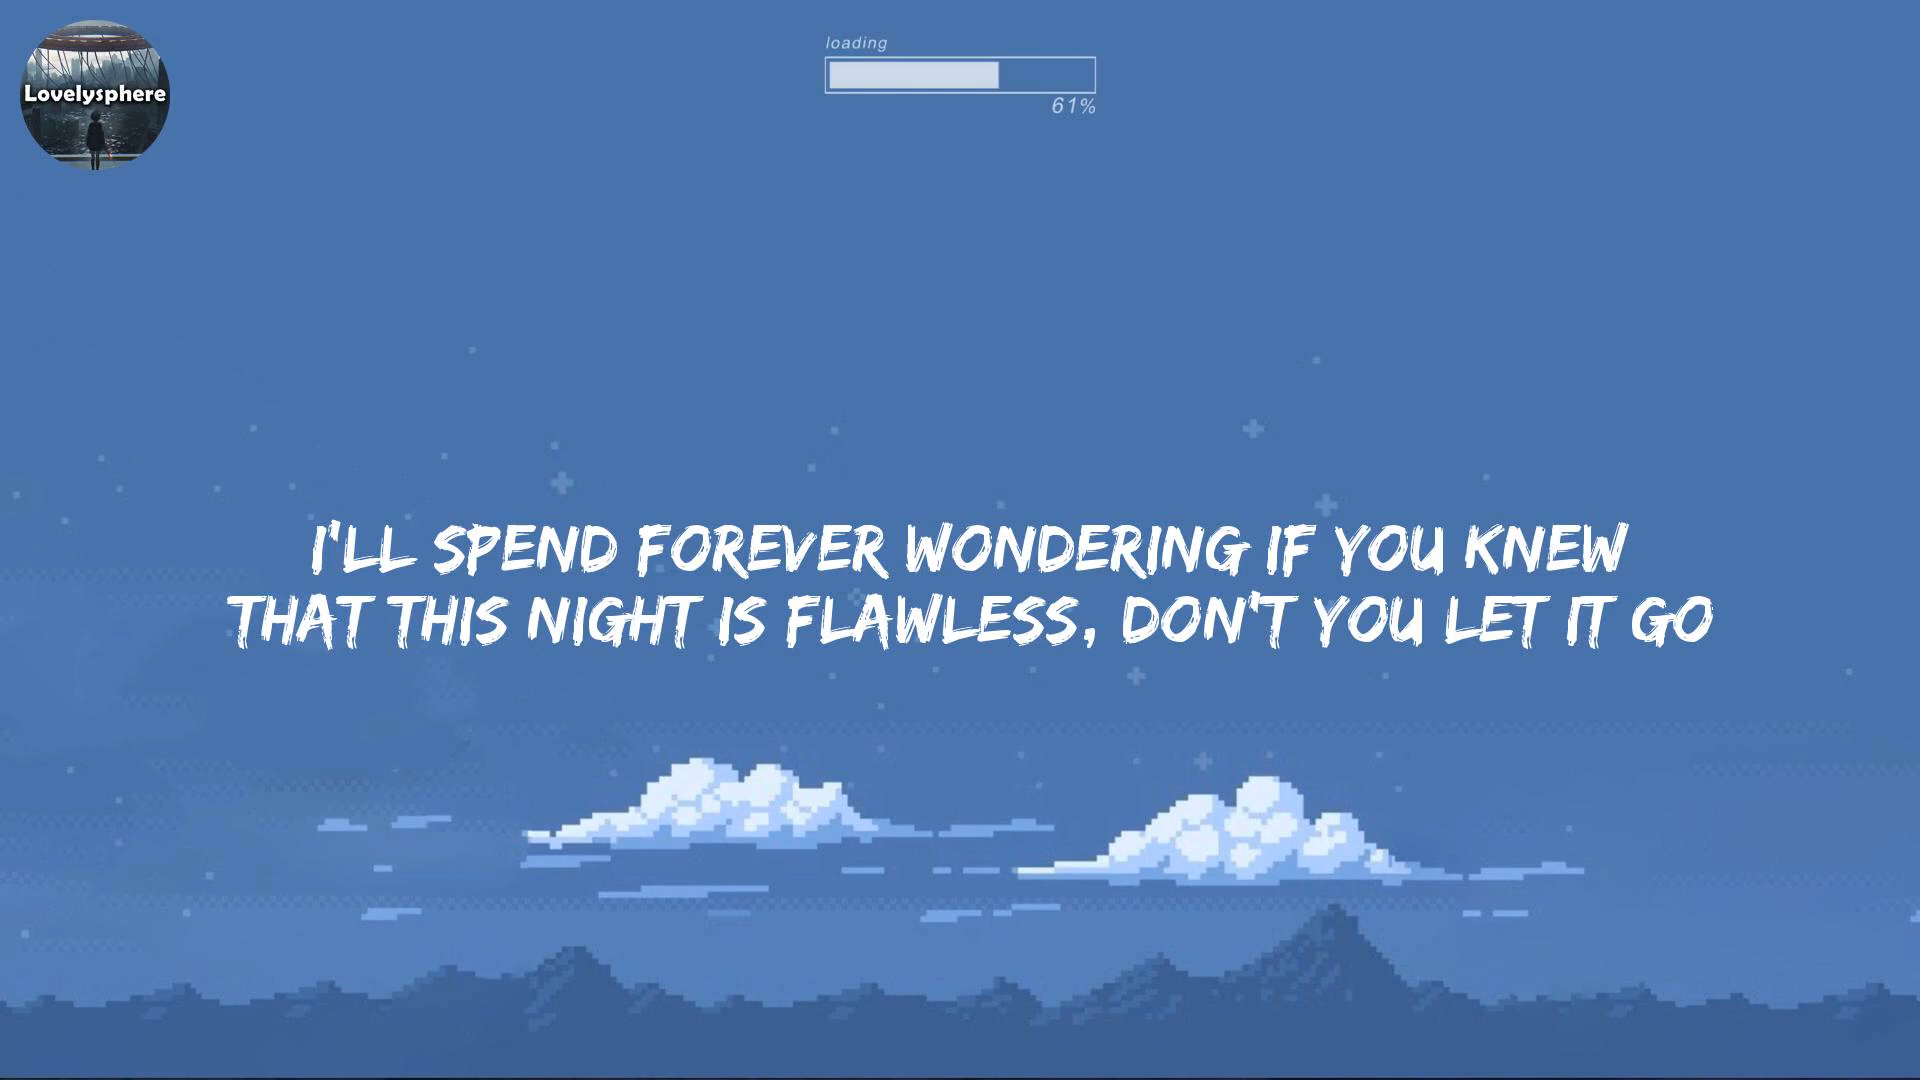 Lovelysphere
loading
61%
I'LL SPEND FOREVER WONDERING IF YOU KNEW
THAT THIS NIGHT IS FLAWLESS, DON'T YOU LET IT GO